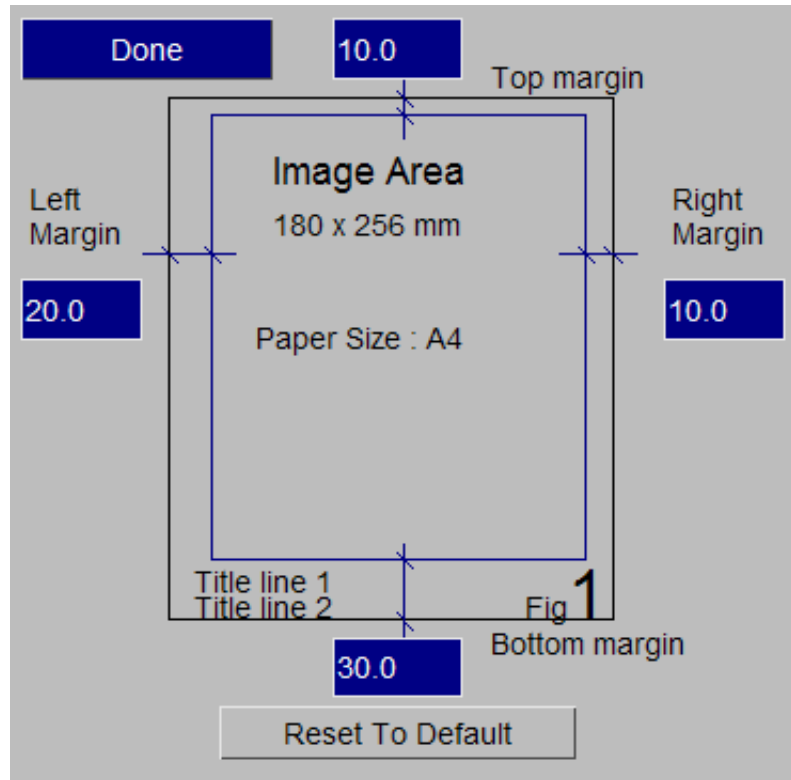 Done
10.0
Top margin
Image Area
180 x 256 mm
Left
Margin
Right
Margin
20.0
10.0
Paper Size : A4
Title line 1
Title line 2
Fig 1
Bottom margin
30.0
Reset To Default